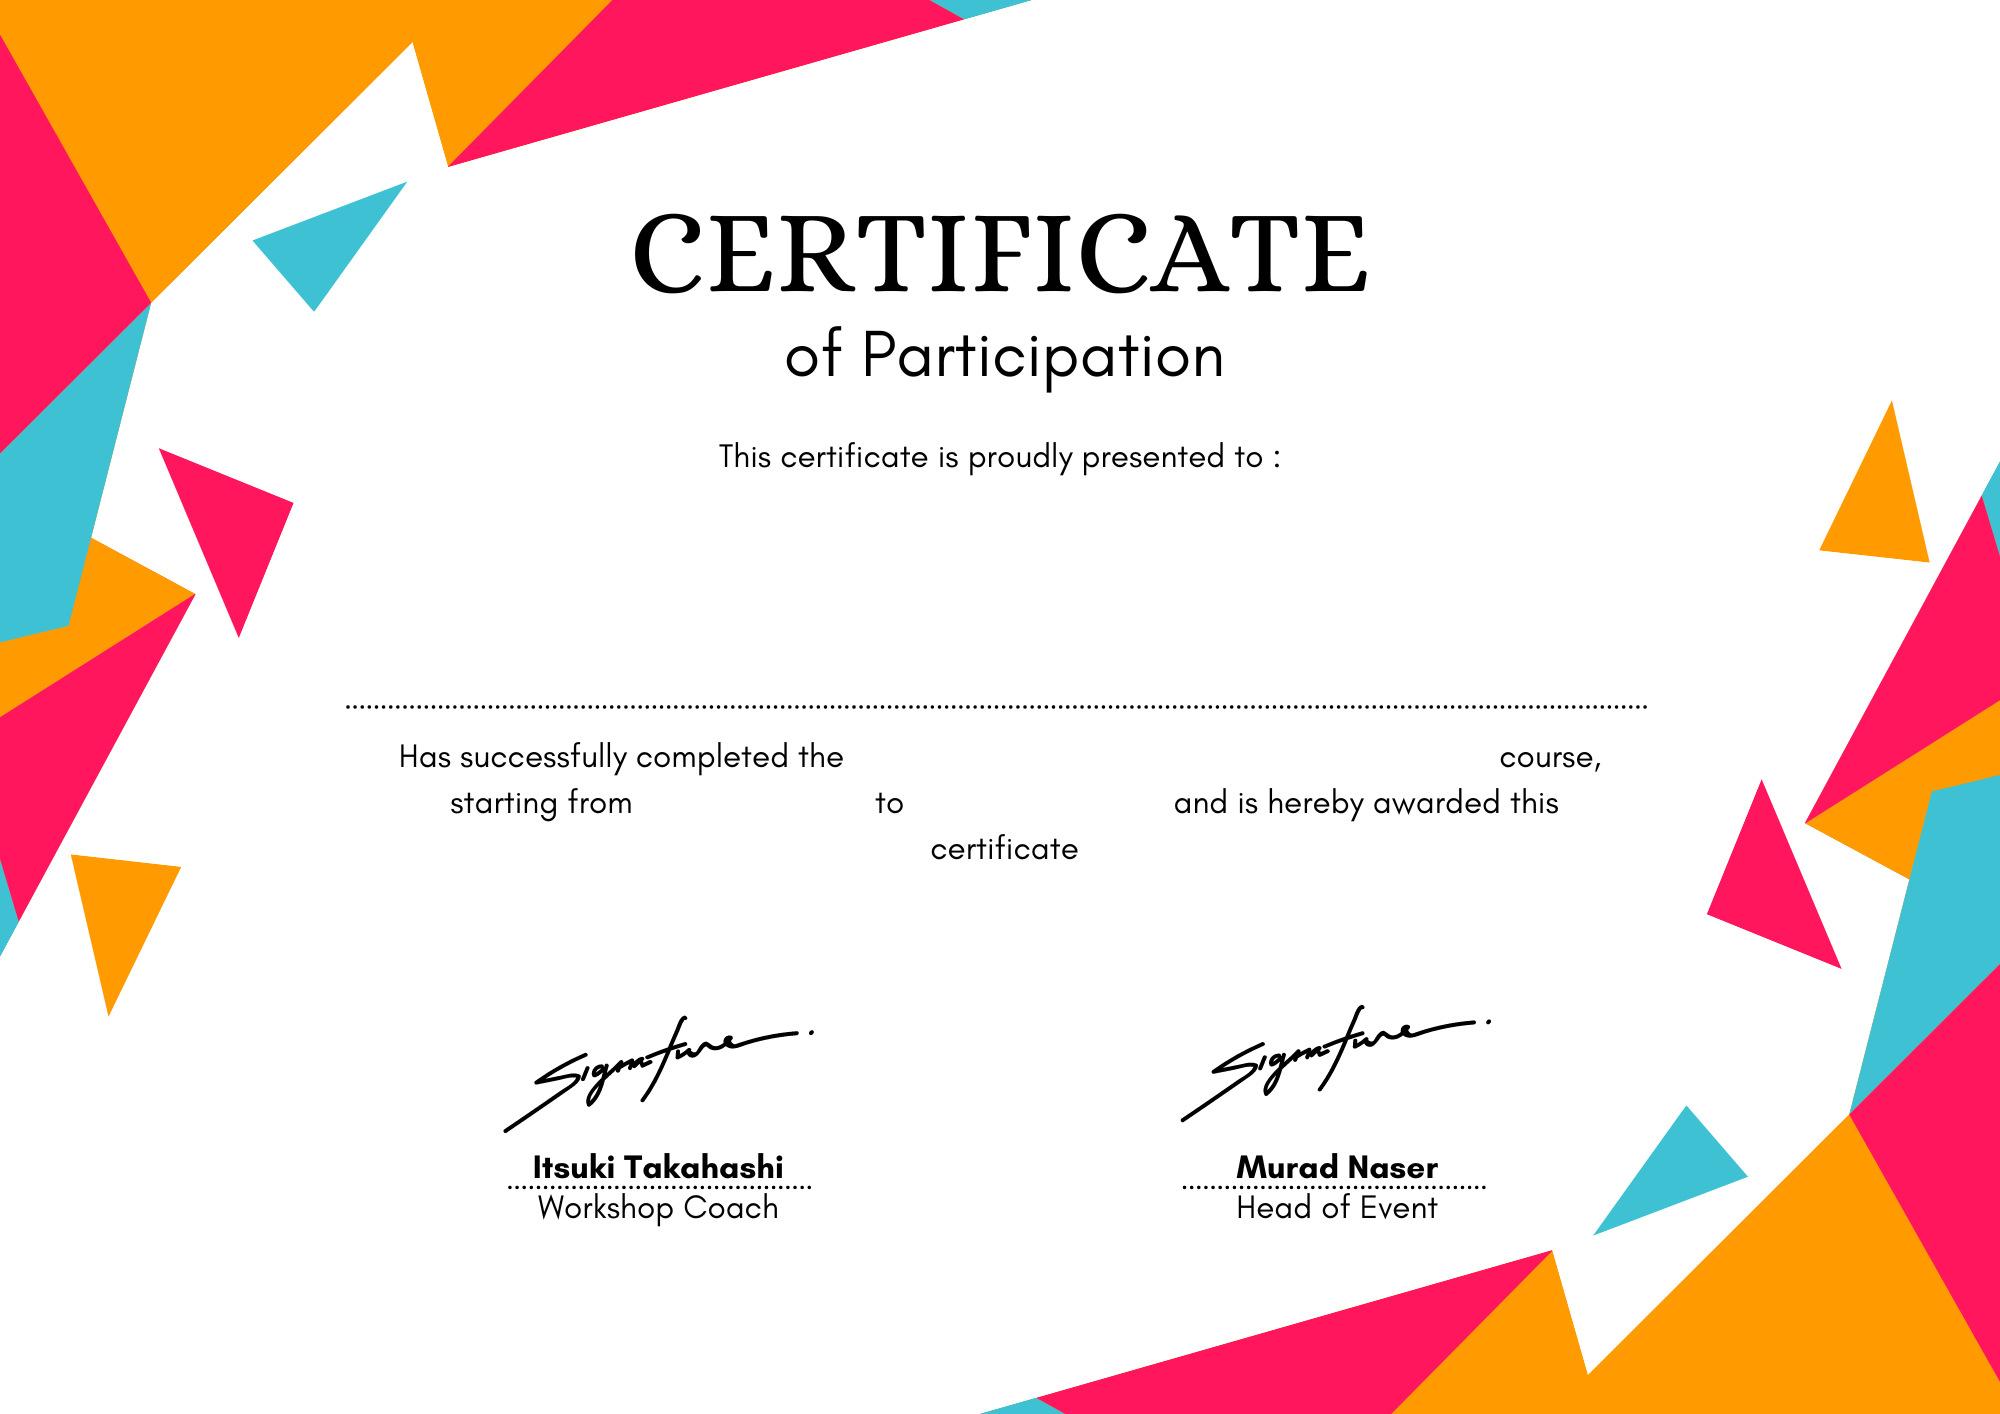 CERTIFICATE
of Participation
This certificate is proudly presented to :
Has successfully completed the course,
starting from to and is hereby awarded this
certificate
Signature
Signature
Itsuki Takahashi
Murad Naser
Workshop Coach
Head of Event